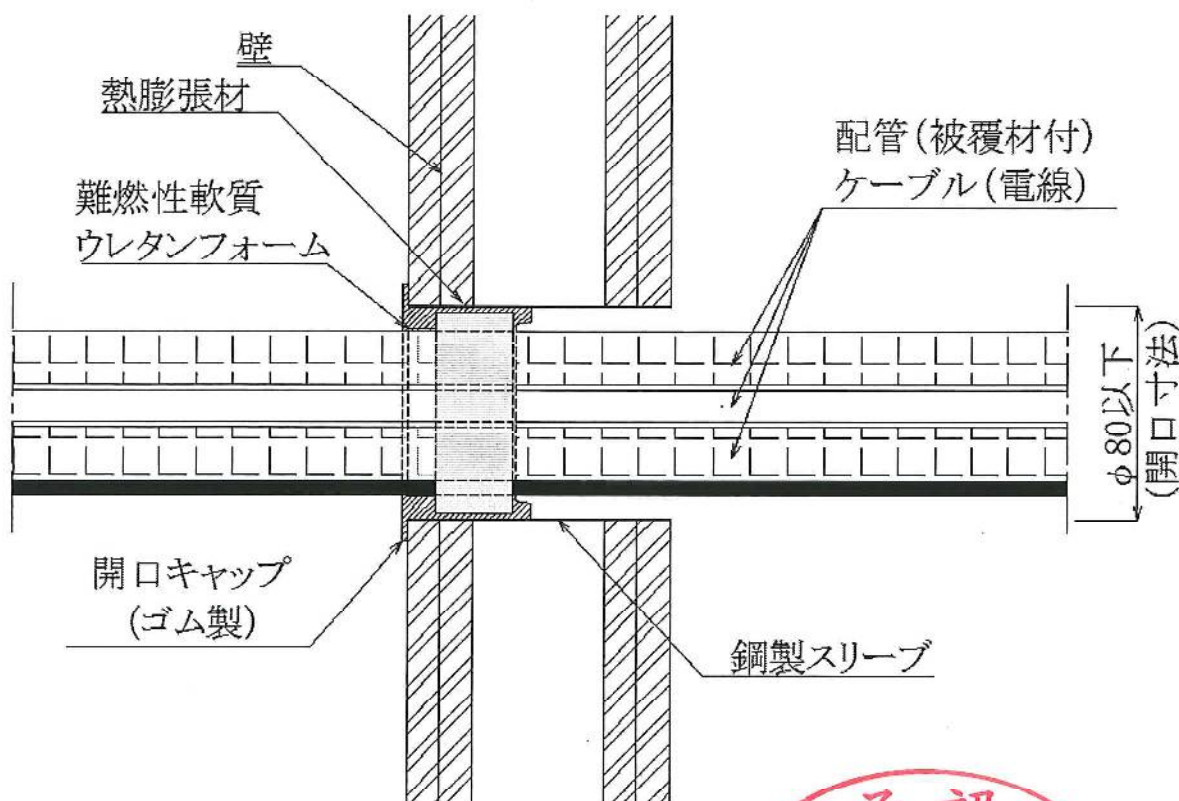 壁
熱膨張材
難燃性軟質
ウレタンフォーム
配管(被覆材付)
ケーブル(電線)
φ80以下
(開口寸法)
開口キャップ
(ゴム製)
鋼製スリーブ